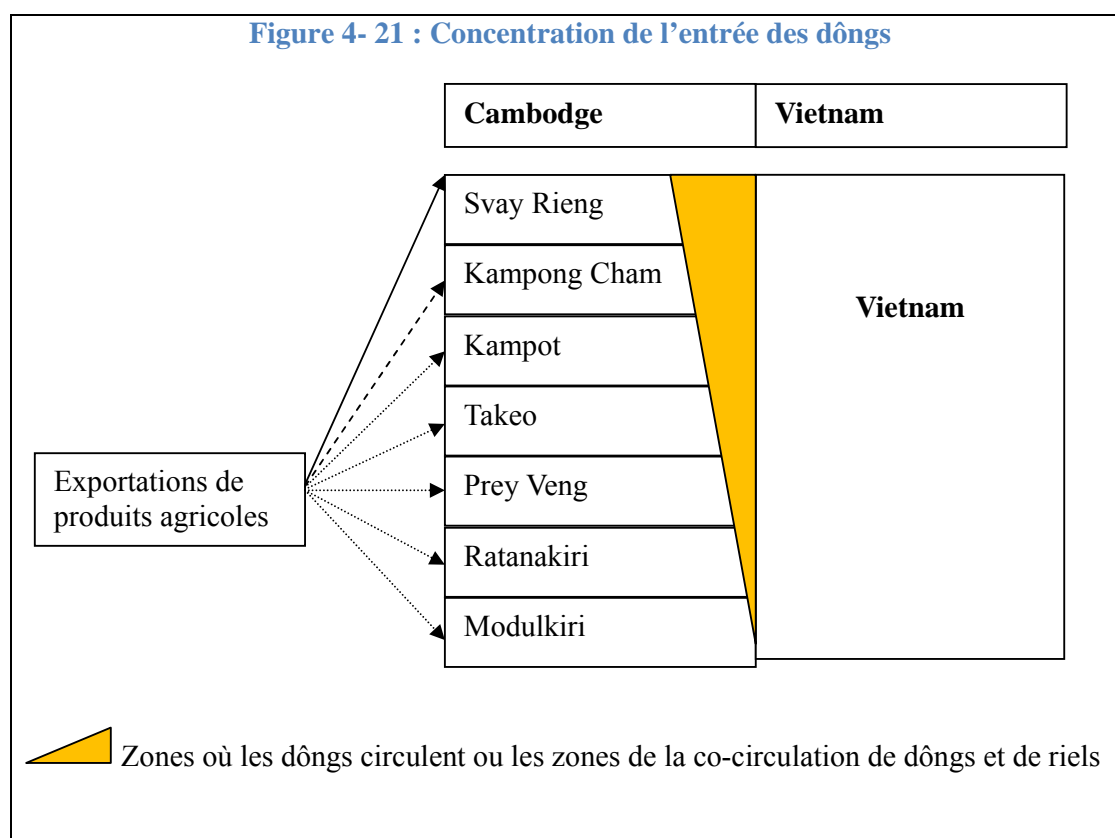 Figure 4- 21 : Concentration de l'entrée des dôngs
Cambodge
Vietnam
Svay Rieng
Kampong Cham
Kampot
Takeo
Prey Veng
Ratanakiri
Modulkiri
Vietnam
Exportations de
produits agricoles
Zones où les dôngs circulent ou les zones de la co-circulation de dôngs et de riels